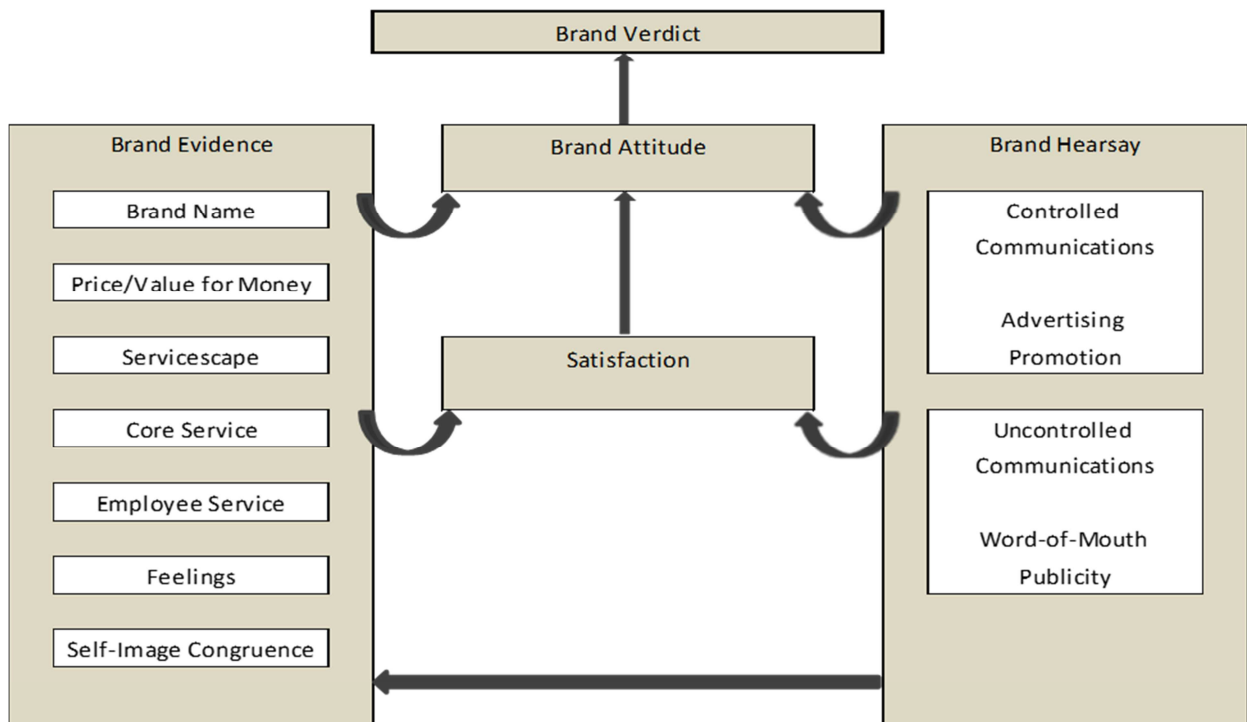 Brand Verdict
Brand Evidence
Brand Name
Price/Value for Money
Servicescape
Core Service
Employee Service
Feelings
Self-Image Congruence
Brand Attitude
Satisfaction
Brand Hearsay
Controlled
Communications
Advertising
Promotion
Uncontrolled
Communications
Word-of-Mouth
Publicity